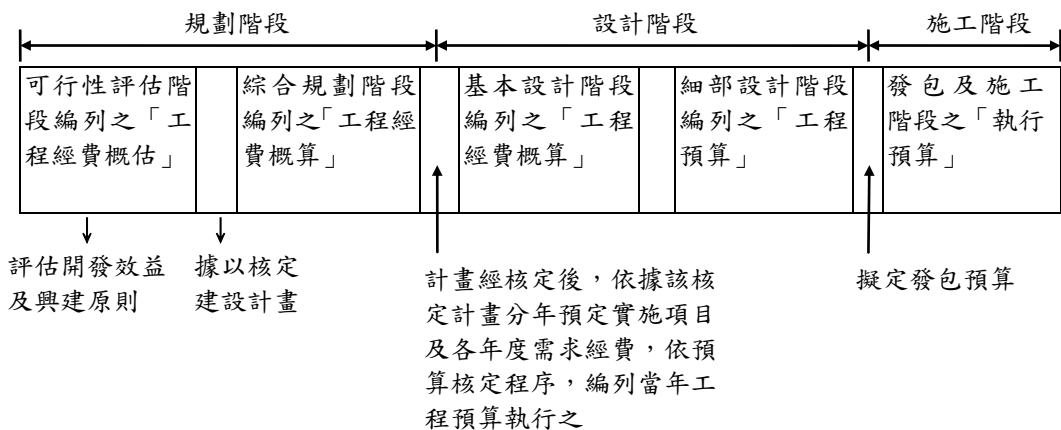 規劃階段
設計階段
施工階段
可行性評估階
段編列之「工
程經費概估」
綜合規劃階段
編列之「工程經
費概算」
基本設計階段
編列之「工程
經費概算」
細部設計階段
編列之「工程
預算」
發包及施工
階段之「執行
預算」
評估開發效益
及興建原則
據以核定
建設計畫
計畫經核定後，依據該核
定計畫分年預定實施項目
及各年度需求經費，依預
算核定程序，編列當年工
程預算執行之
擬定發包預算